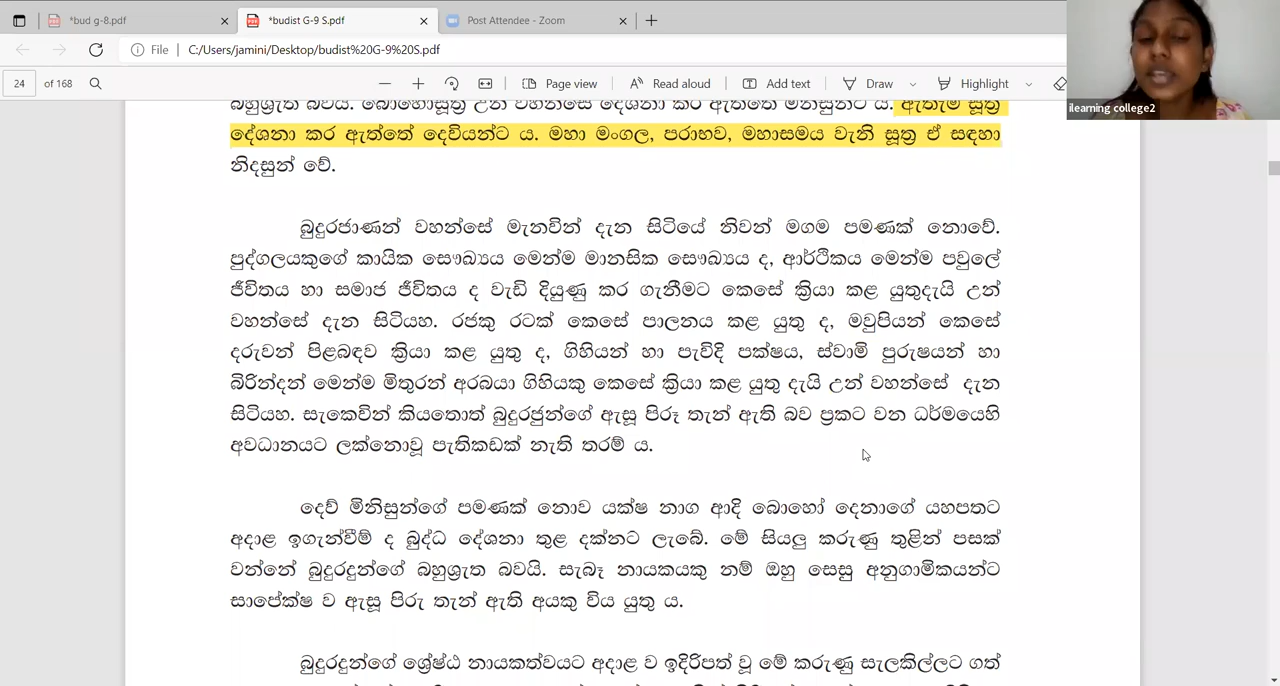 *bud g-8.pdf
*budist G-9 S.pdf
Post Attendee - Zoom
File
C:/Users/jamini/Desktop/budist%20G-9%20S.pdf
24 of 168
Page view
Read aloud
Add text
Draw
Highlight
ilearning college2
බහුශ්‍රැත බවය. බොහොසූත්‍ර උන් වහන්සේ දේශනා කර ඇත්තේ මිනිසුන්ට ය. ඇතැම් සූත්‍ර
දේශනා කර ඇත්තේ දෙවියන්ට ය. මහා මංගල, පරාභව, මහාසමය වැනි සූත්‍ර ඒ සඳහා
නිදසුන් වේ.
බුදුරජාණන් වහන්සේ මැනවින් දැන සිටියේ නිවන් මගම පමණක් නොවේ.
පුද්ගලයකුගේ කායික සෞඛ්‍යය මෙන්ම මානසික සෞඛ්‍යය ද, ආර්ථිකය මෙන්ම පවුලේ
ජීවිතය හා සමාජ ජීවිතය ද වැඩි දියුණු කර ගැනීමට කෙසේ ක්‍රියා කළ යුතුදැයි උන්
වහන්සේ දැන සිටියහ. රජකු රටක් කෙසේ පාලනය කළ යුතු ද, මවුපියන් කෙසේ
දරුවන් පිළබඳව ක්‍රියා කළ යුතු ද, ගිහියන් හා පැවිදි පක්ෂය, ස්වාමි පුරුෂයන් හා
බිරින්දන් මෙන්ම මිතුරන් අරබයා ගිහියකු කෙසේ ක්‍රියා කළ යුතු දැයි උන් වහන්සේ දැන
සිටියහ. සැකෙවින් කියතොත් බුදුරජුන්ගේ ඇසූ පිරූ තැන් ඇති බව ප්‍රකට වන ධර්මයෙහි
අවධානයට ලක්නොවූ පැතිකඩක් නැති තරම් ය.
දෙව් මිනිසුන්ගේ පමණක් නොව යක්ෂ නාග ආදි බොහෝ දෙනාගේ යහපතට
අදාළ ඉගැන්වීම් ද බුද්ධ දේශනා තුළ දක්නට ලැබේ. මේ සියලු කරුණු තුළින් පසක්
වන්නේ බුදුරදුන්ගේ බහුශ්‍රැත බවයි. සැබෑ නායකයකු නම් ඔහු සෙසු අනුගාමිකයන්ට
සාපේක්ෂ ව ඇසූ පිරු තැන් ඇති අයකු විය යුතු ය.
බුදුරදුන්ගේ ශ්‍රේෂ්ඨ නායකත්වයට අදාළ ව ඉදිරිපත් වූ මේ කරුණු සැලකිල්ලට ගත්